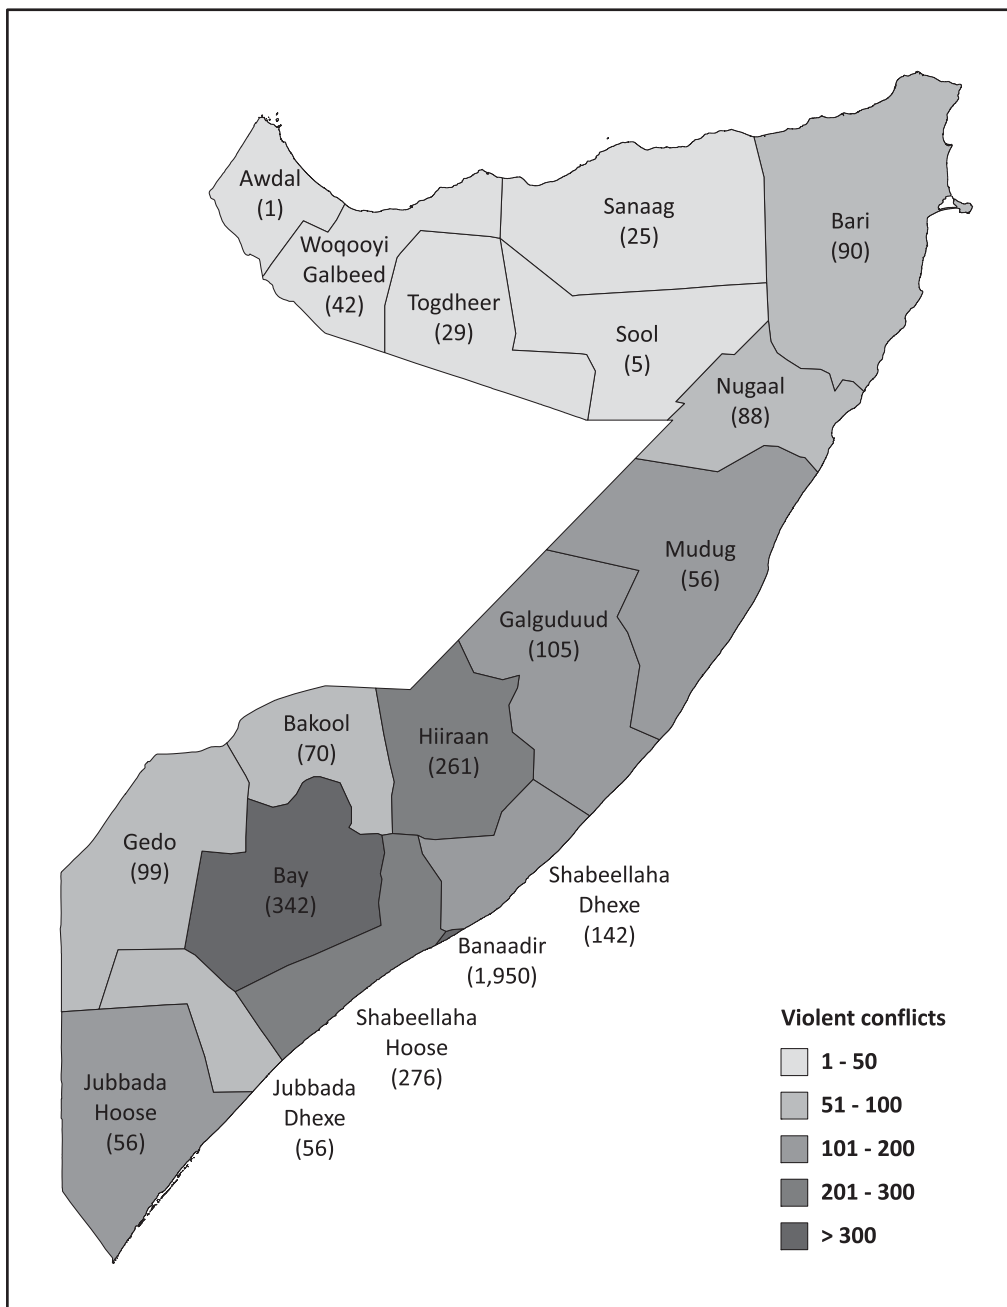 Awdal
(1)
Woqooyi
Galbeed
(42)
Togdheer
(29)
Sanaag
(25)
Sool
(5)
Bari
(90)
Nugaal
(88)
Mudug
(56)
Galguduud
(105)
Hiiraan
(261)
Bakool
(70)
Gedo
(99)
Bay
(342)
Shabeellaha
Dhexe
(142)
Banaadir
(1,950)
Shabeellaha
Hoose
(276)
Jubbada
Dhexe
(56)
Jubbada
Hoose
(56)
Violent conflicts
1 - 50
51 - 100
101 - 200
201 - 300
> 300